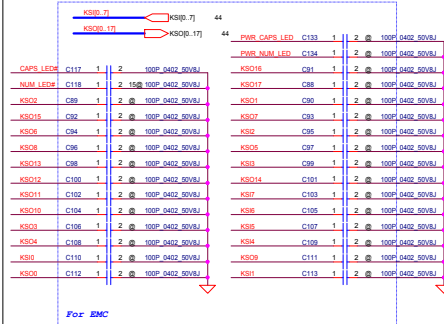 KSI[0..7] KSI[0..7] 44
KSO[0..17] KSO[0..17] 44
PWR_CAPS_LED C133 1 2 @ 100P_0402_50V8J
PWR_NUM_LED C134 1 2 @ 100P_0402_50V8J
CAPS_LED# C117 1 2 100P_0402_50V8J KSO16 C91 1 2 @ 100P_0402_50V8J
NUM_LED# C118 1 2 15@ 100P_0402_50V8J KSO17 C88 1 2 @ 100P_0402_50V8J
KSO2 C89 1 2 @ 100P_0402_50V8J KSO1 C90 1 2 @ 100P_0402_50V8J
KSO15 C92 1 2 @ 100P_0402_50V8J KSO7 C93 1 2 @ 100P_0402_50V8J
KSO6 C94 1 2 @ 100P_0402_50V8J KSI2 C95 1 2 @ 100P_0402_50V8J
KSO8 C96 1 2 @ 100P_0402_50V8J KSO5 C97 1 2 @ 100P_0402_50V8J
KSO13 C98 1 2 @ 100P_0402_50V8J KSI3 C99 1 2 @ 100P_0402_50V8J
KSO12 C100 1 2 @ 100P_0402_50V8J KSO14 C101 1 2 @ 100P_0402_50V8J
KSO11 C102 1 2 @ 100P_0402_50V8J KSI7 C103 1 2 @ 100P_0402_50V8J
KSO10 C104 1 2 @ 100P_0402_50V8J KSI6 C105 1 2 @ 100P_0402_50V8J
KSO3 C106 1 2 @ 100P_0402_50V8J KSI5 C107 1 2 @ 100P_0402_50V8J
KSO4 C108 1 2 @ 100P_0402_50V8J KSI4 C109 1 2 @ 100P_0402_50V8J
KSI0 C110 1 2 @ 100P_0402_50V8J KSO9 C111 1 2 @ 100P_0402_50V8J
KSO0 C112 1 2 @ 100P_0402_50V8J KSI1 C113 1 2 @ 100P_0402_50V8J
For EMC